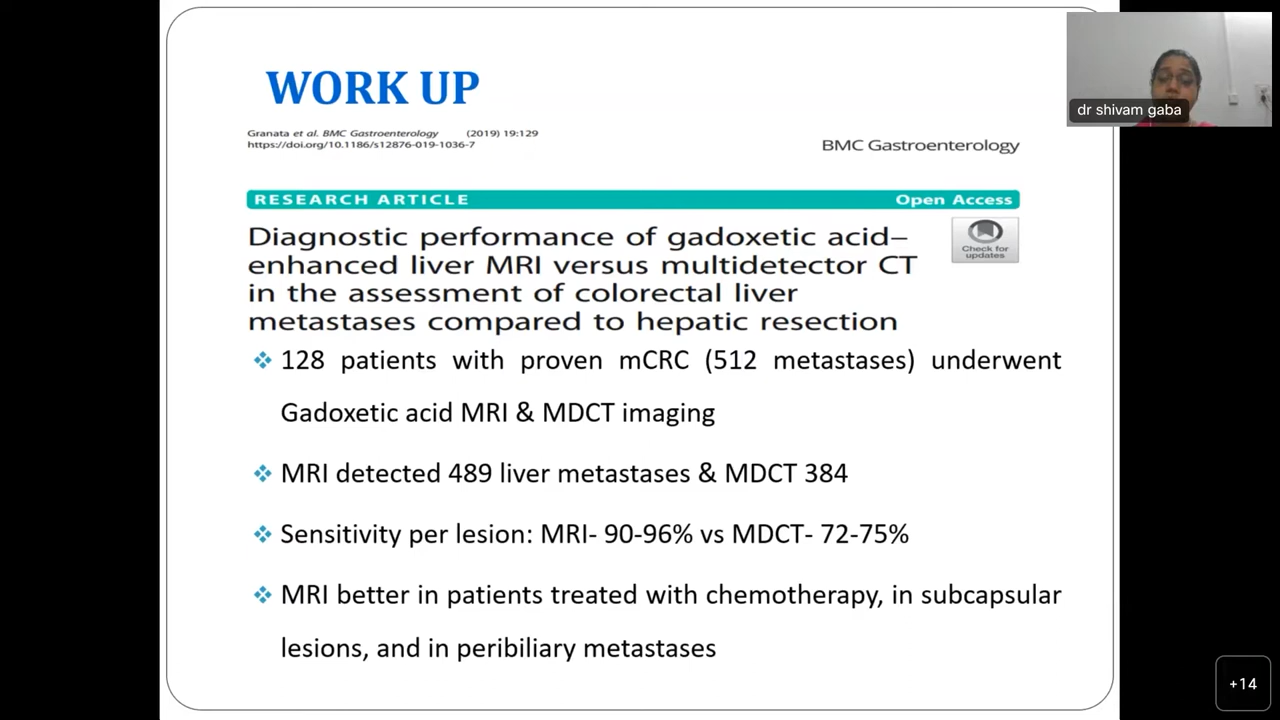 WORK UP
Granata et al. BMC Gastroenterology (2019) 19:129
https://doi.org/10.1186/s12876-019-1036-7
BMC Gastroenterology
RESEARCH ARTICLE Open Access
Diagnostic performance of gadoxetic acid–
enhanced liver MRI versus multidetector CT
in the assessment of colorectal liver
metastases compared to hepatic resection
Check for
updates
128 patients with proven mCRC (512 metastases) underwent
Gadoxetic acid MRI & MDCT imaging
MRI detected 489 liver metastases & MDCT 384
Sensitivity per lesion: MRI- 90-96% vs MDCT- 72-75%
MRI better in patients treated with chemotherapy, in subcapsular
lesions, and in peribiliary metastases
dr shivam gaba
+14